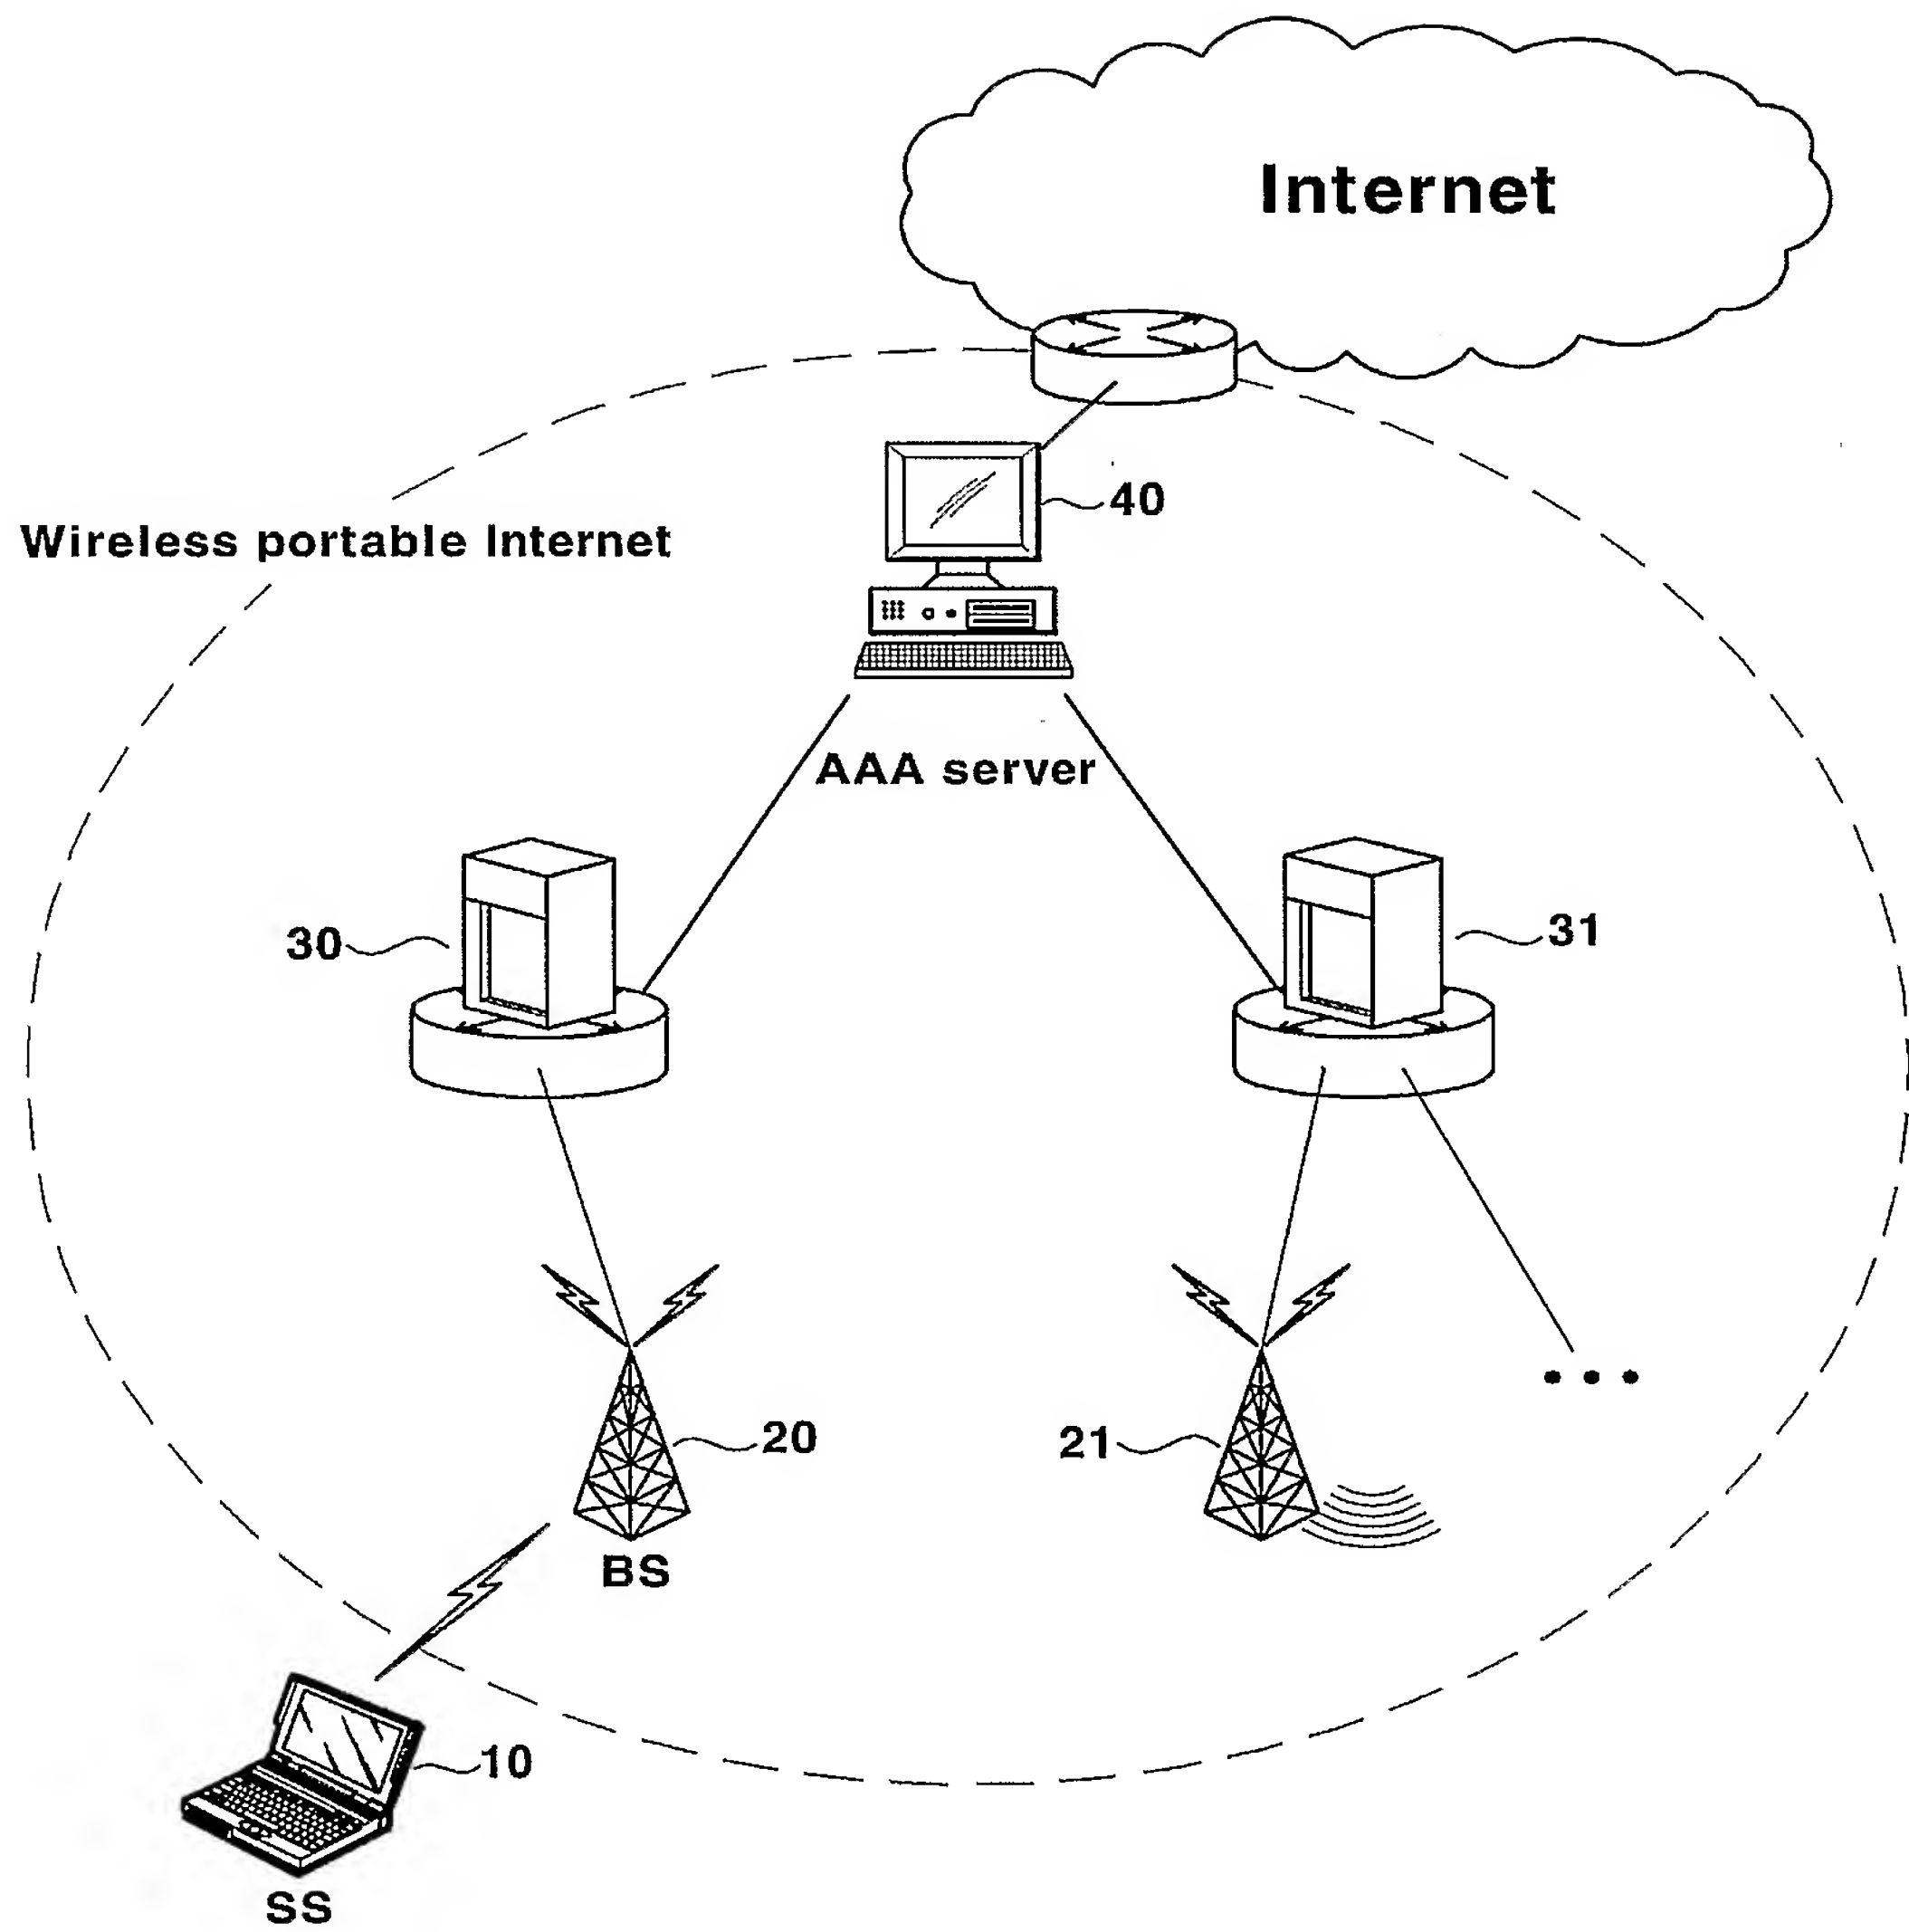 Internet
40
Wireless portable Internet
AAA server
30
31
20
21
BS
10
SS